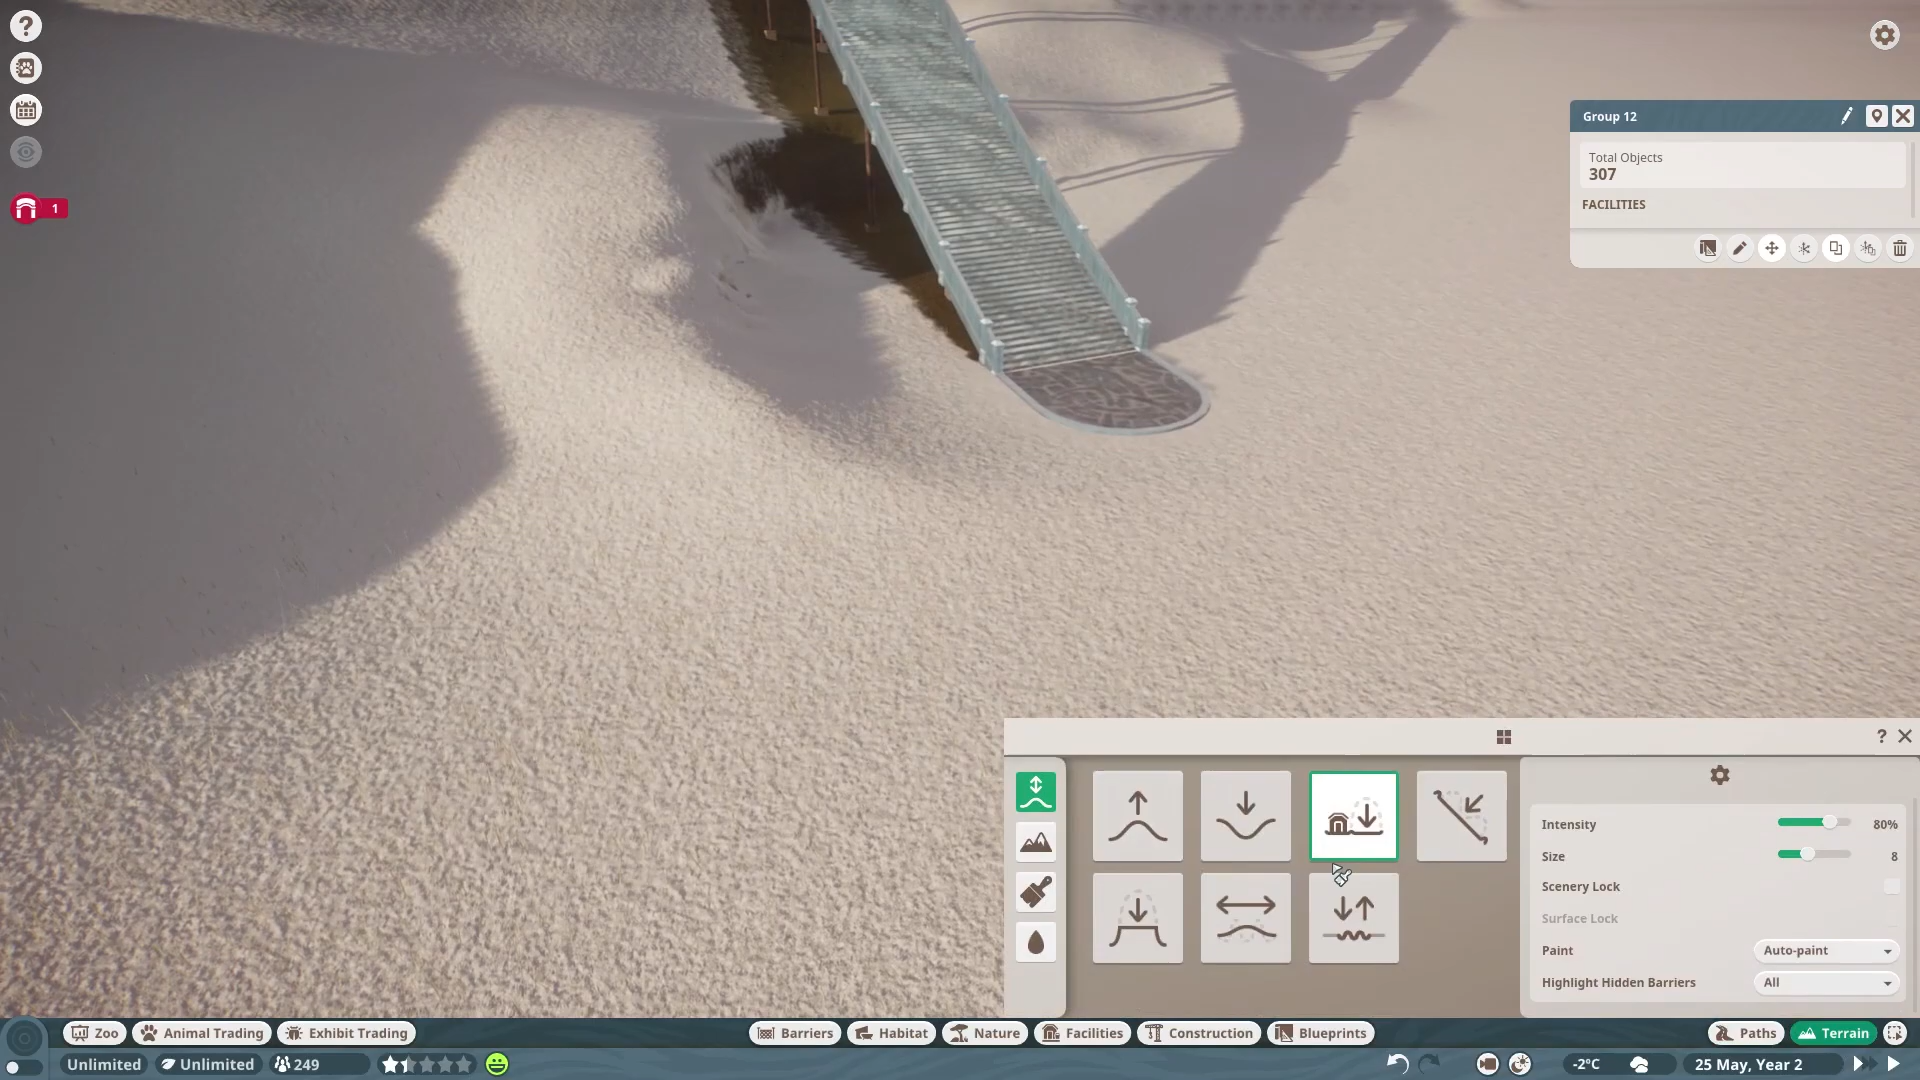 ?
1
Group 12
Total Objects
307
FACILITIES
?
Intensity
80%
Size
8
Scenery Lock
Surface Lock
Paint
Auto-paint
Highlight Hidden Barriers
All
Zoo
Animal Trading
Exhibit Trading
Barriers
Habitat
Nature
Facilities
Construction
Blueprints
Paths
Terrain
Unlimited
Unlimited
249
-2°C
25 May, Year 2